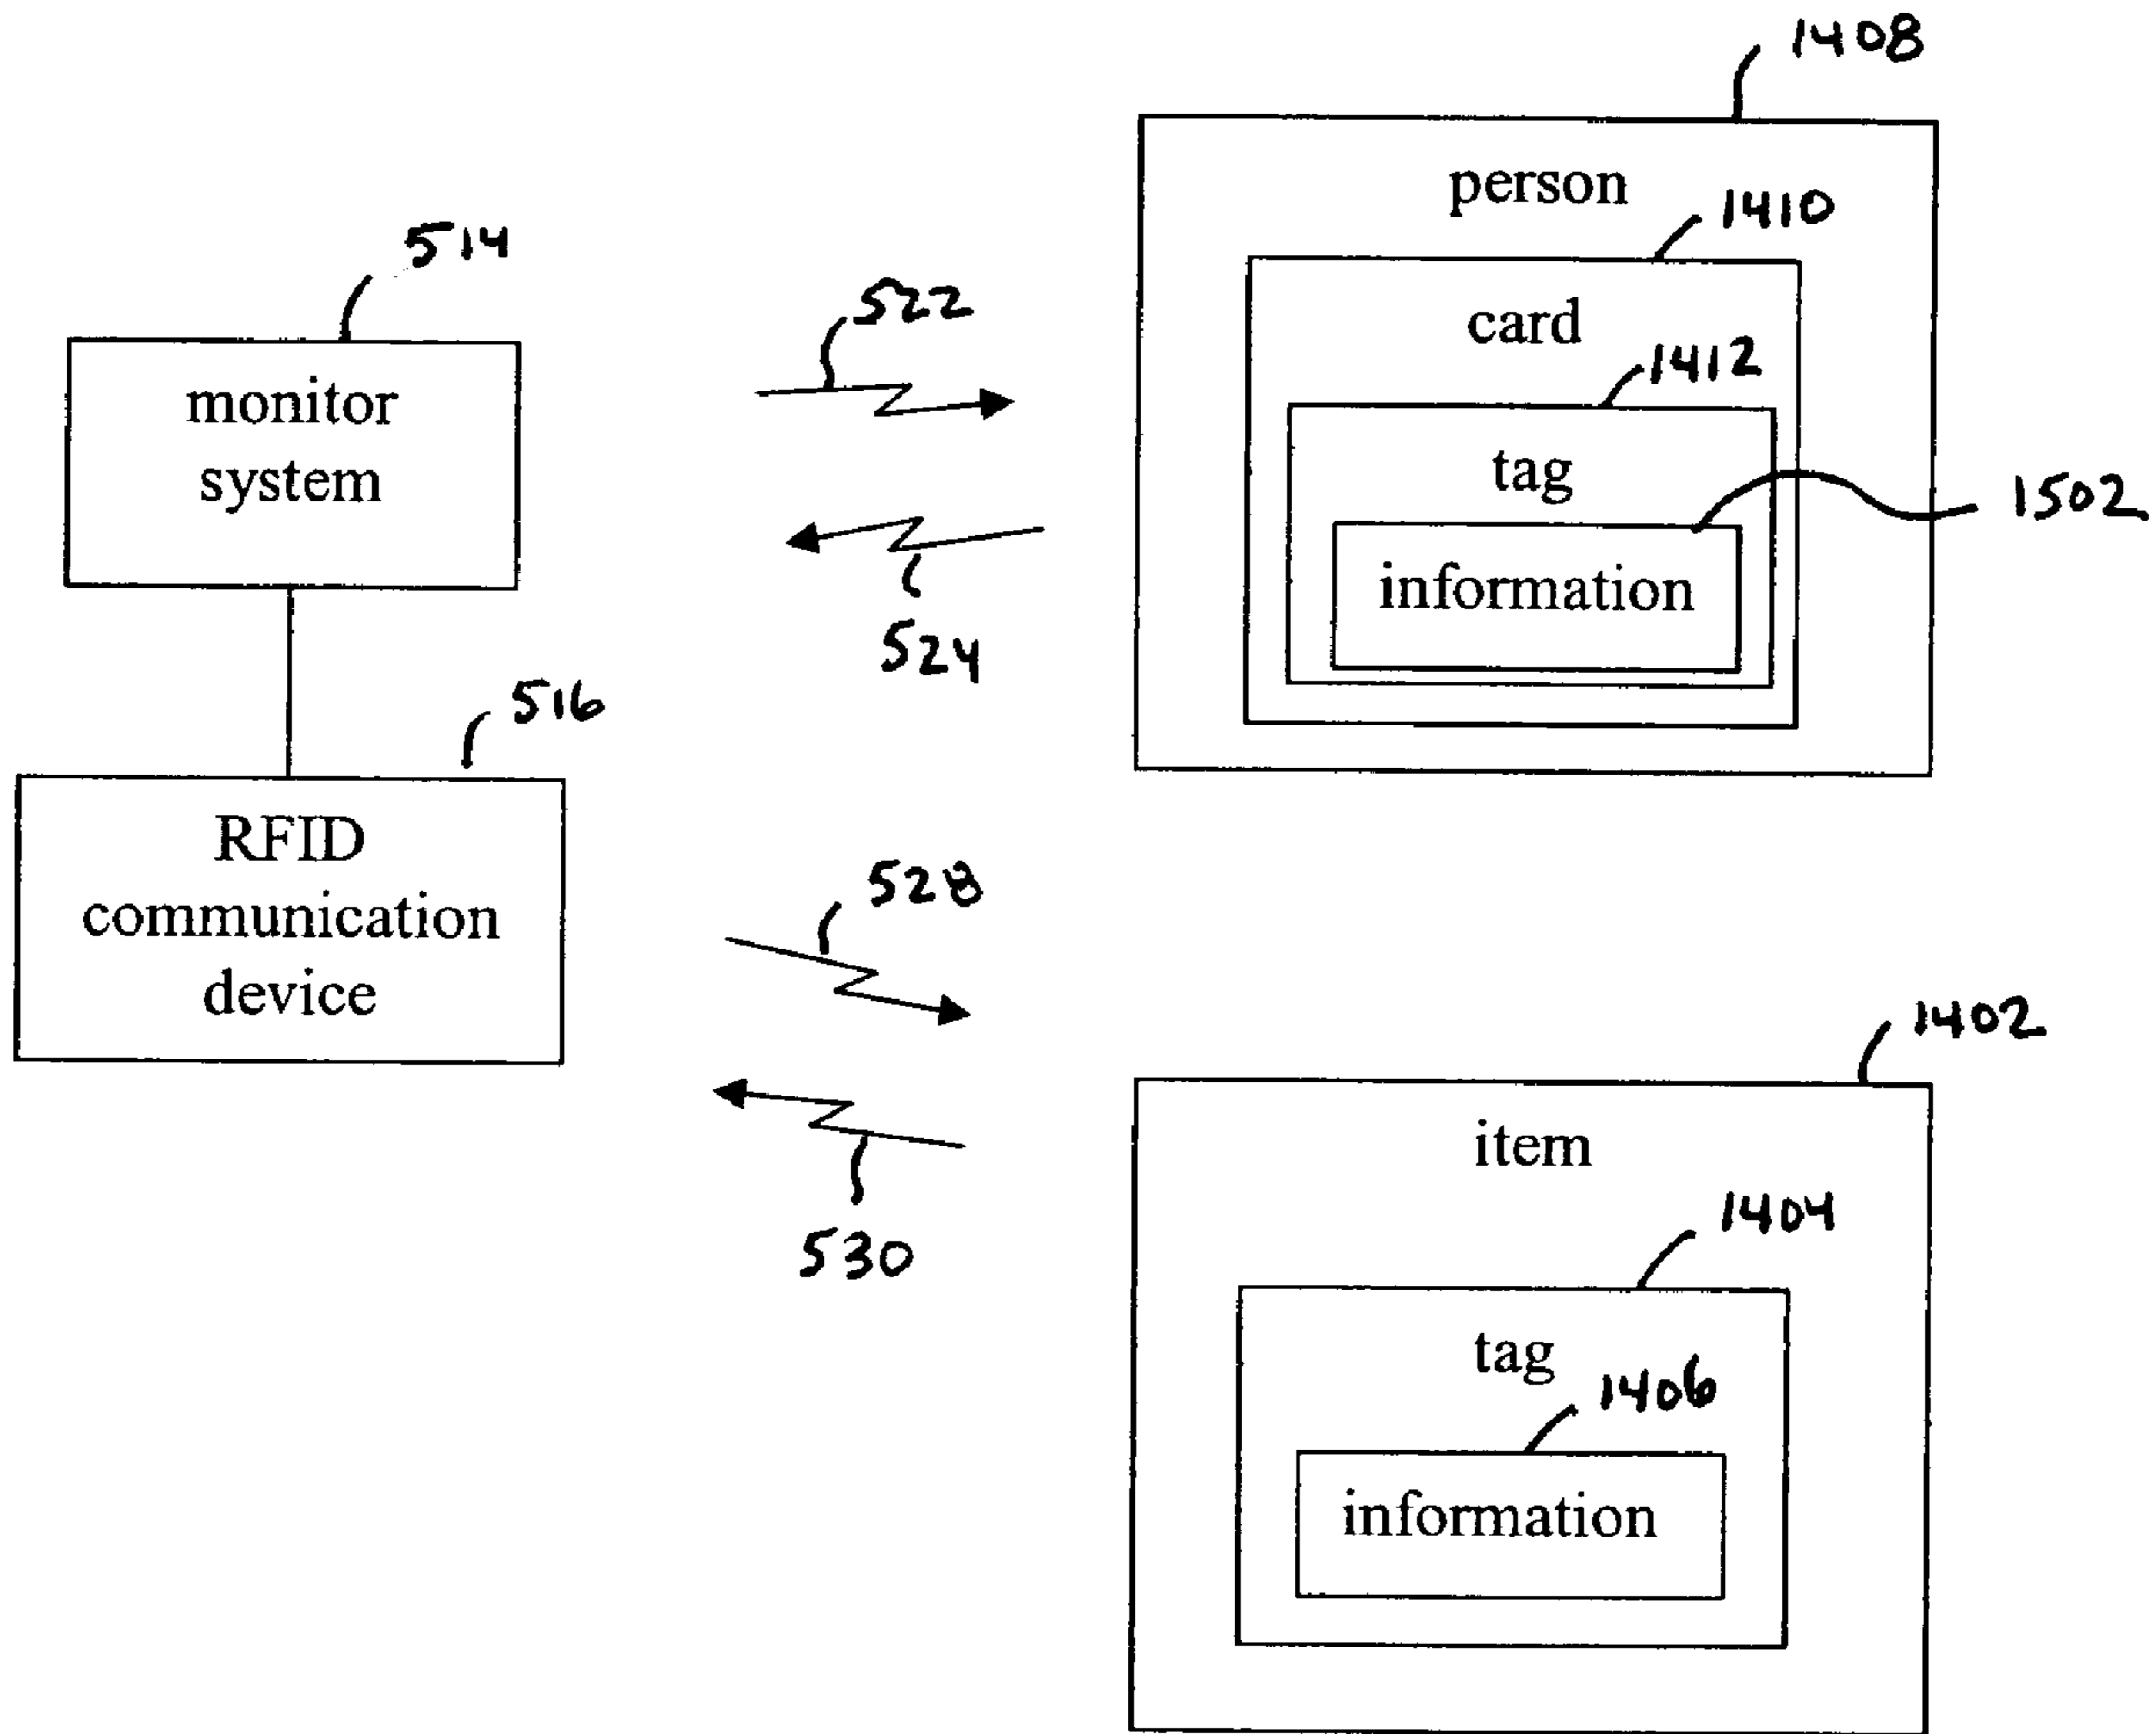 1408
person
1410
514
522
card
1412
monitor
system
tag
1502
information
524
516
RFID
communication
device
528
1402
item
1404
530
tag
1406
information